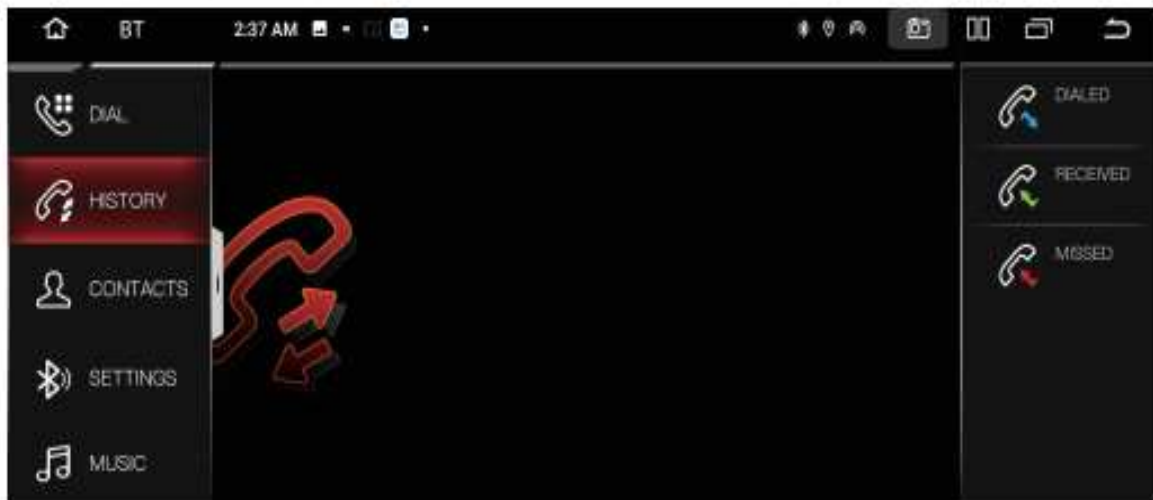 BT 2:37 AM
DIAL
HISTORY
CONTACTS
SETTINGS
MUSIC
DIALED
RECEIVED
MISSED